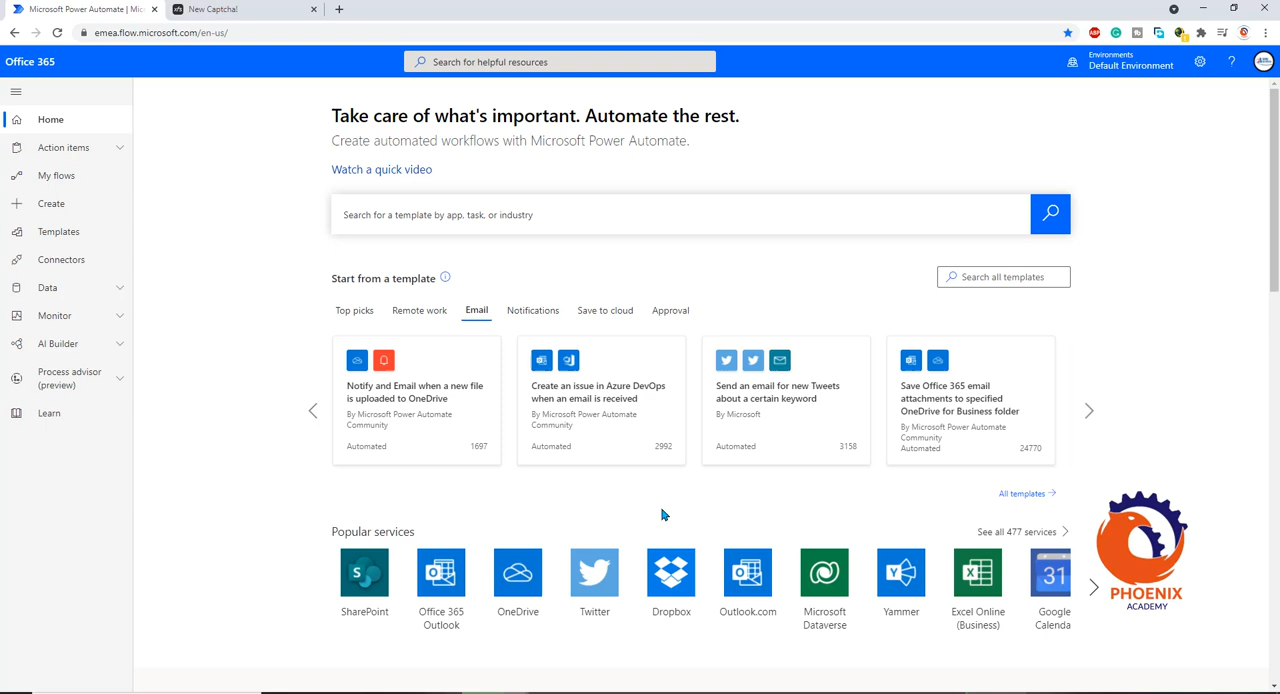 Microsoft Power Automate | Micr
New Captcha!
emea.flow.microsoft.com/en-us/
Office 365
Search for helpful resources
Environments
Default Environment
Home
Action items
My flows
Create
Templates
Connectors
Data
Monitor
AI Builder
Process advisor
(preview)
Learn
Take care of what's important. Automate the rest.
Create automated workflows with Microsoft Power Automate.
Watch a quick video
Search for a template by app, task, or industry
Start from a template
Search all templates
Top picks
Remote work
Email
Notifications
Save to cloud
Approval
Notify and Email when a new file
is uploaded to OneDrive
By Microsoft Power Automate
Community
Automated
1697
Create an issue in Azure DevOps
when an email is received
By Microsoft Power Automate
Community
Automated
2992
Send an email for new Tweets
about a certain keyword
By Microsoft
Automated
3158
Save Office 365 email
attachments to specified
OneDrive for Business folder
By Microsoft Power Automate
Community
Automated
24770
All templates
Popular services
See all 477 services
SharePoint
Office 365
Outlook
OneDrive
Twitter
Dropbox
Outlook.com
Microsoft
Dataverse
Yammer
Excel Online
(Business)
31
Google
Calenda
PHOENIX
ACADEMY